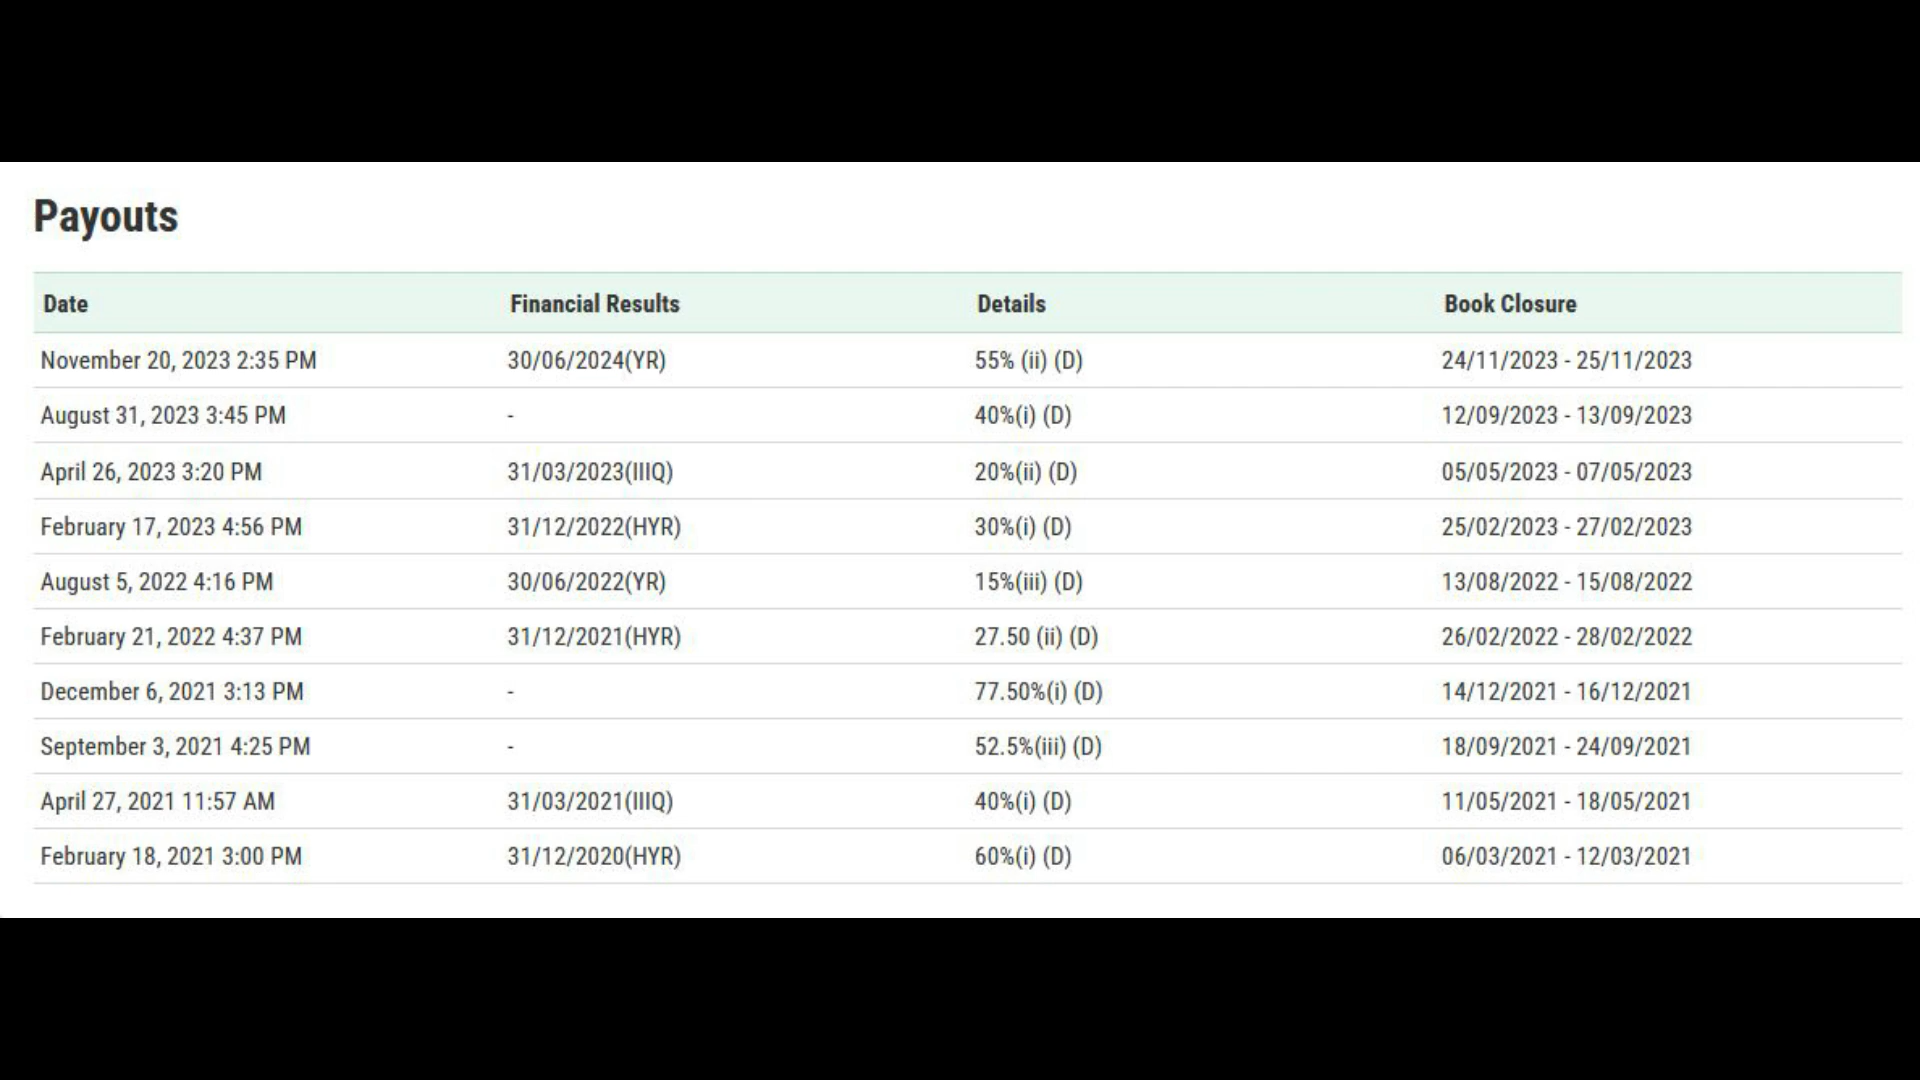 Payouts
Date Financial Results Details Book Closure
November 20, 2023 2:35 PM 30/06/2024(YR) 55% (ii) (D) 24/11/2023 - 25/11/2023
August 31, 2023 3:45 PM - 40%(i) (D) 12/09/2023 - 13/09/2023
April 26, 2023 3:20 PM 31/03/2023(IIIQ) 20%(ii) (D) 05/05/2023 - 07/05/2023
February 17, 2023 4:56 PM 31/12/2022(HYR) 30%(i) (D) 25/02/2023 - 27/02/2023
August 5, 2022 4:16 PM 30/06/2022(YR) 15%(iii) (D) 13/08/2022 - 15/08/2022
February 21, 2022 4:37 PM 31/12/2021(HYR) 27.50 (ii) (D) 26/02/2022 - 28/02/2022
December 6, 2021 3:13 PM - 77.50%(i) (D) 14/12/2021 - 16/12/2021
September 3, 2021 4:25 PM - 52.5%(iii) (D) 18/09/2021 - 24/09/2021
April 27, 2021 11:57 AM 31/03/2021(IIIQ) 40%(i) (D) 11/05/2021 - 18/05/2021
February 18, 2021 3:00 PM 31/12/2020(HYR) 60%(i) (D) 06/03/2021 - 12/03/2021